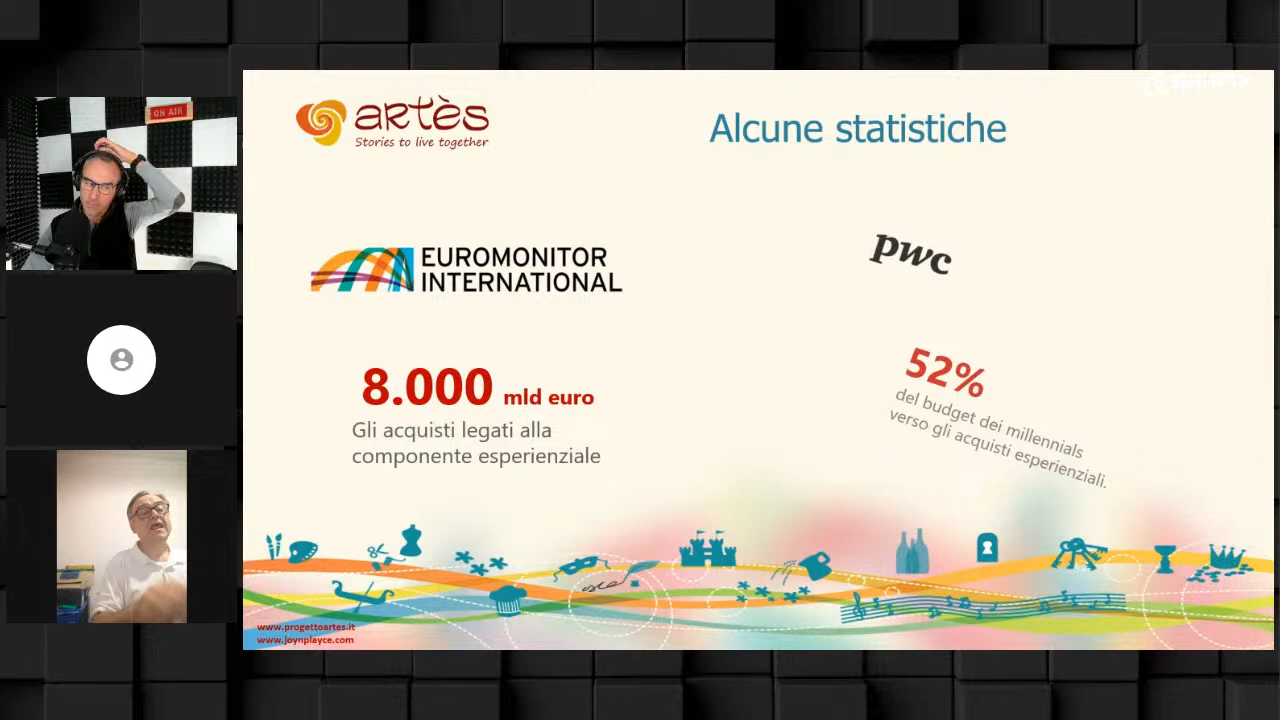 ON AIR
artès
Stories to live together
Alcune statistiche
EUROMONITOR
INTERNATIONAL
pwc
8.000 mld euro
Gli acquisti legati alla
componente esperienziale
52%
del budget dei millennials
verso gli acquisti esperienziali.
www.progettoartes.it
www.joynplayce.com